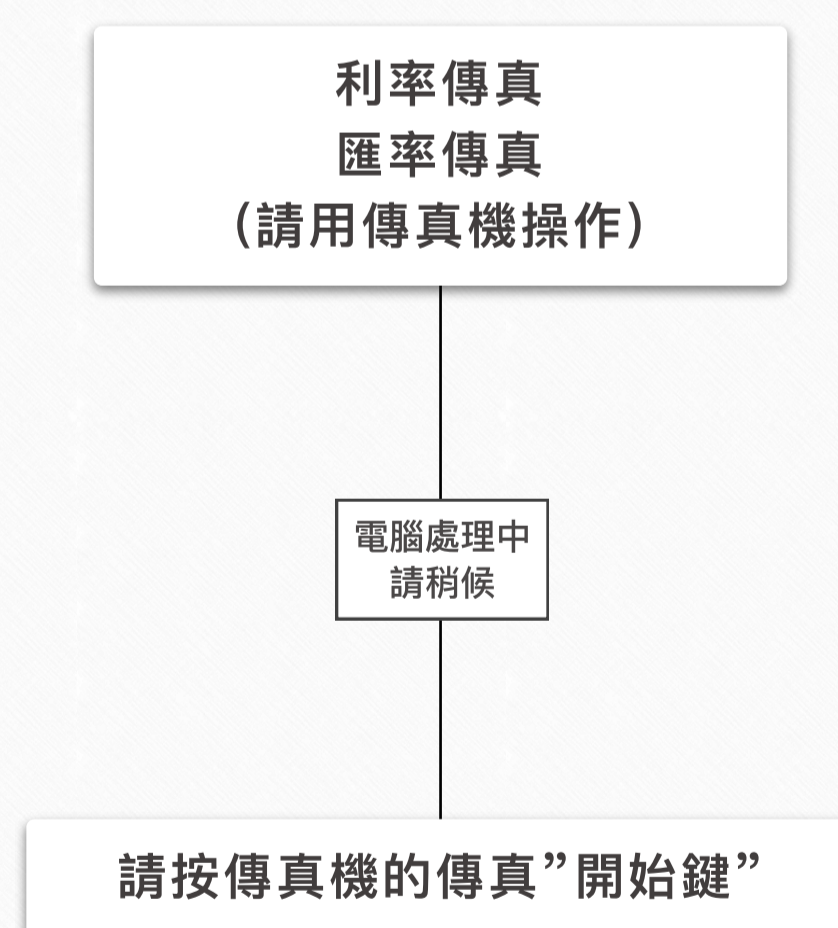 利率傳真
匯率傳真
(請用傳真機操作)
電腦處理中
請稍候
請按傳真機的傳真”開始鍵”